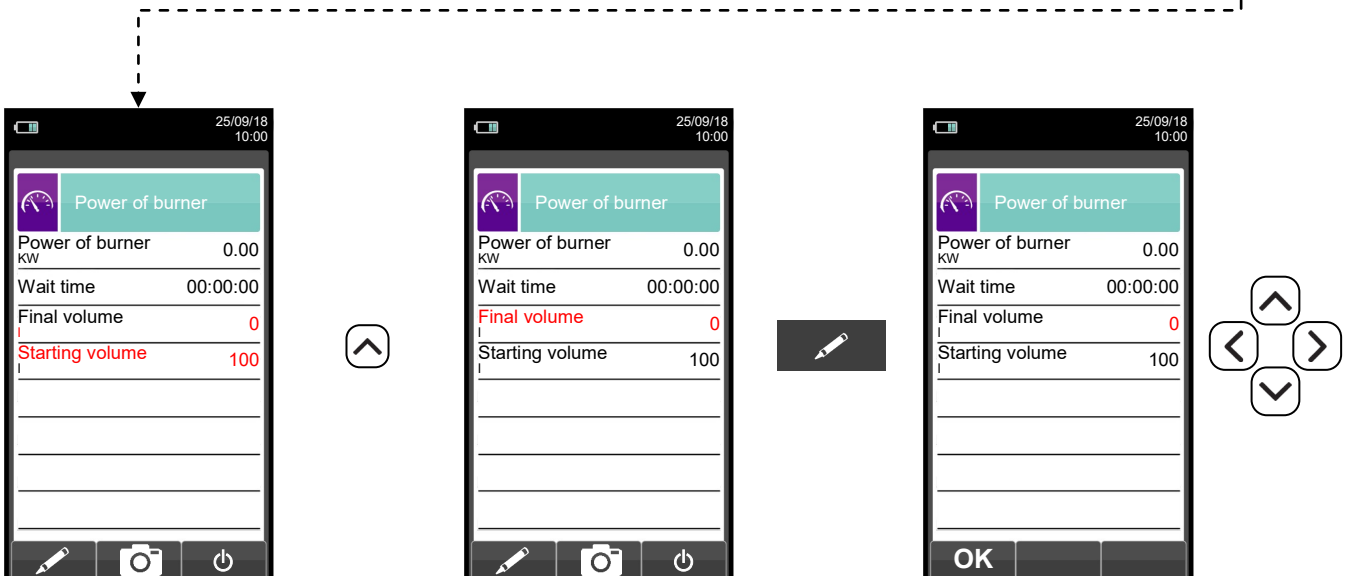 25/09/18
10:00
Power of burner
Power of burner 0.00
KW
Wait time 00:00:00
Final volume 0
l
Starting volume 100
l
25/09/18
10:00
Power of burner
Power of burner 0.00
KW
Wait time 00:00:00
Final volume 0
l
Starting volume 100
l
25/09/18
10:00
Power of burner
Power of burner 0.00
KW
Wait time 00:00:00
Final volume 0
l
Starting volume 100
l
OK